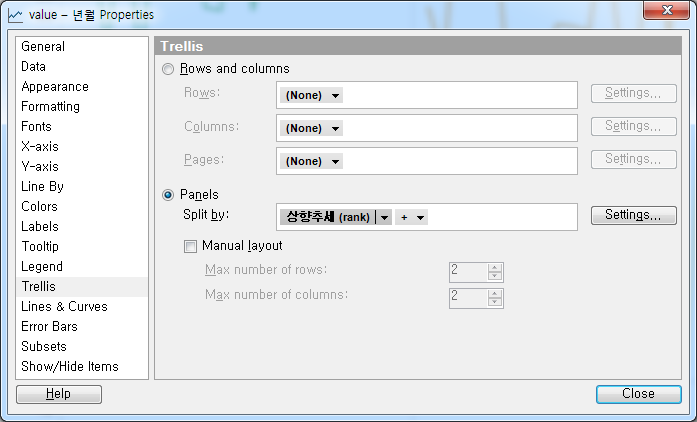 value – 년월 Properties
General
Data
Appearance
Formatting
Fonts
X-axis
Y-axis
Line By
Colors
Labels
Tooltip
Legend
Trellis
Lines & Curves
Error Bars
Subsets
Show/Hide Items
Trellis
Rows and columns
Rows: (None) Settings...
Columns: (None) Settings...
Pages: (None) Settings...
Panels
Split by: 상향추세 (rank) + Settings...
Manual layout
Max number of rows: 2
Max number of columns: 2
Help Close